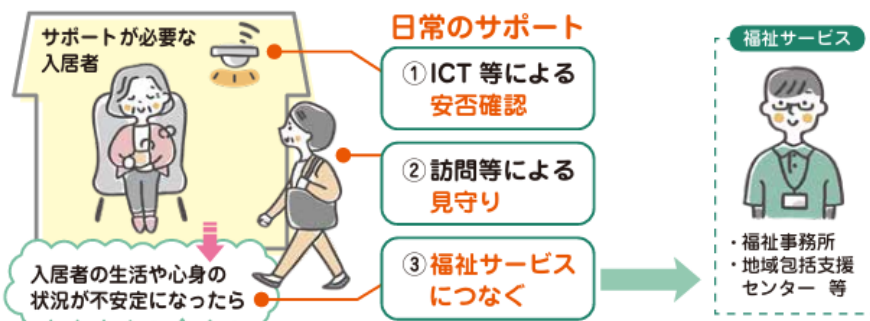 サポートが必要な
入居者
日常のサポート
①ICT 等による
安否確認
②訪問等による
見守り
③福祉サービス
につなぐ
入居者の生活や心身の
状況が不安定になったら
福祉サービス
・福祉事務所
・地域包括支援
センター 等